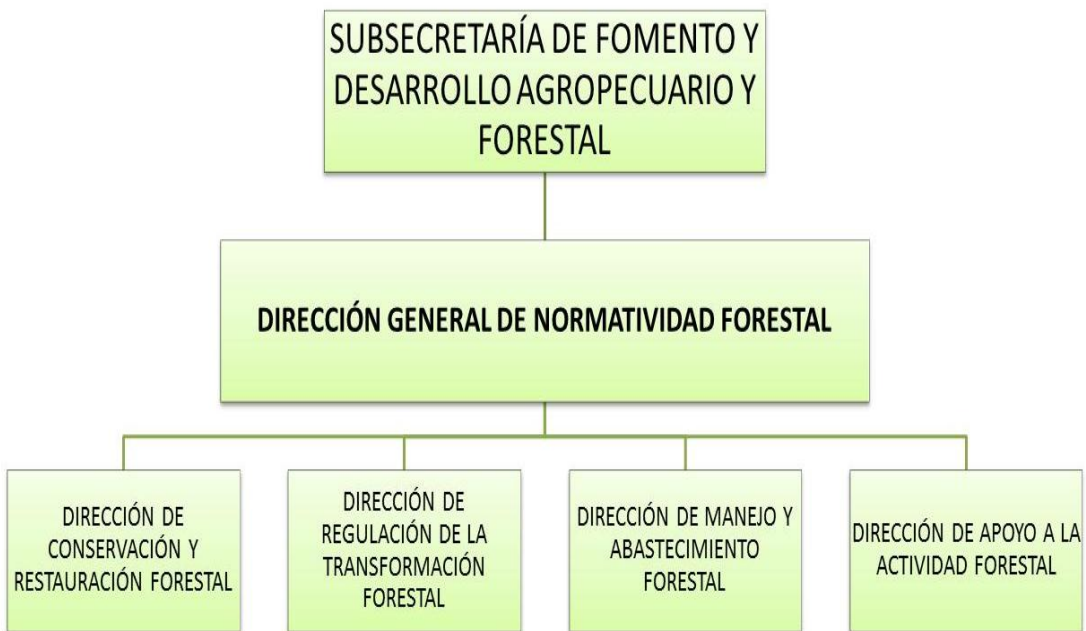 SUBSECRETARÍA DE FOMENTO Y
DESARROLLO AGROPECUARIO Y
FORESTAL
DIRECCIÓN GENERAL DE NORMATIVIDAD FORESTAL
DIRECCIÓN DE
CONSERVACIÓN Y
RESTAURACIÓN FORESTAL
DIRECCIÓN DE
REGULACIÓN DE LA
TRANSFORMACIÓN
FORESTAL
DIRECCIÓN DE MANEJO Y
ABASTECIMIENTO
FORESTAL
DIRECCIÓN DE APOYO A LA
ACTIVIDAD FORESTAL